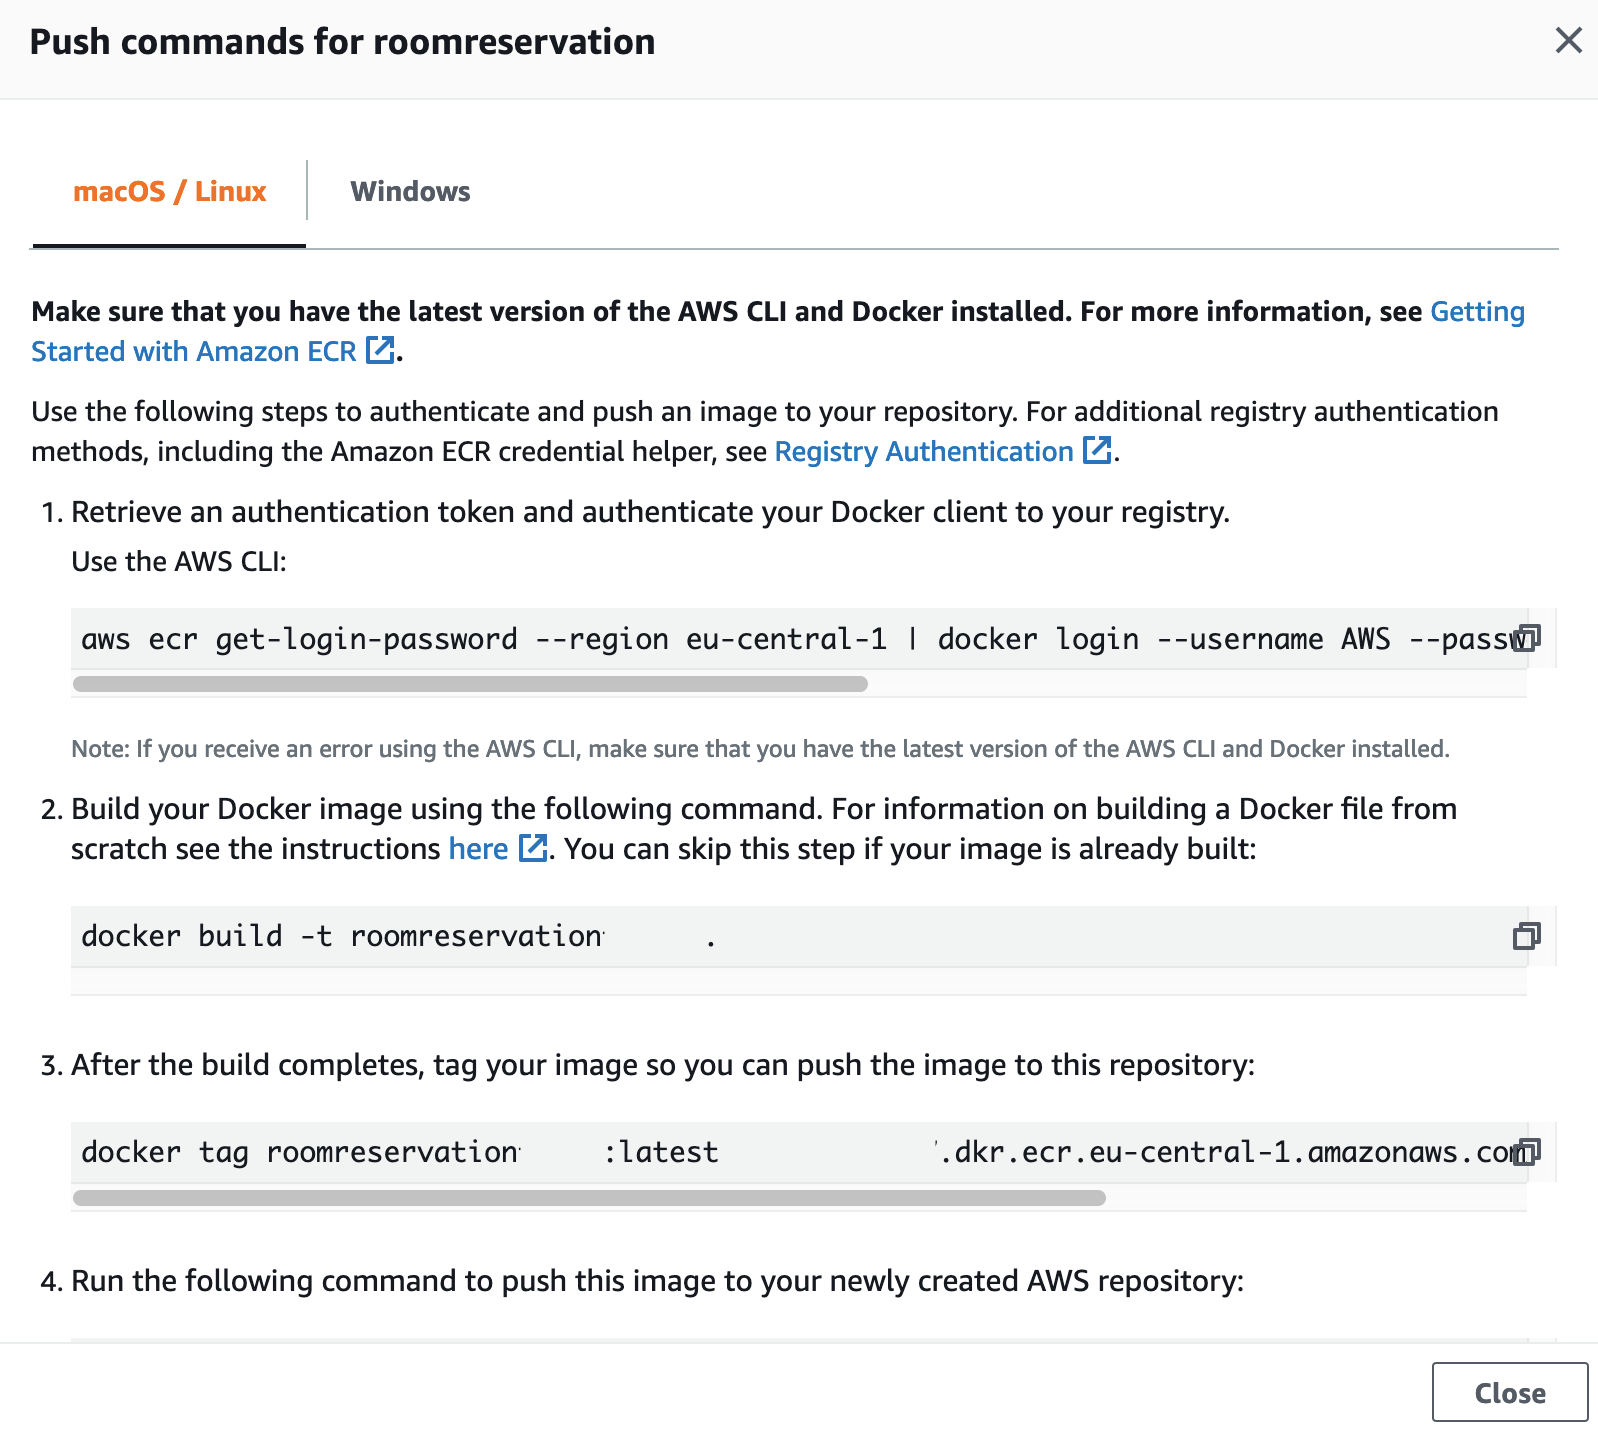 Push commands for roomreservation
macOS / Linux
Windows
Make sure that you have the latest version of the AWS CLI and Docker installed. For more information, see Getting
Started with Amazon ECR.
Use the following steps to authenticate and push an image to your repository. For additional registry authentication
methods, including the Amazon ECR credential helper, see Registry Authentication.
1. Retrieve an authentication token and authenticate your Docker client to your registry.
Use the AWS CLI:
aws ecr get-login-password --region eu-central-1 | docker login --username AWS --passw
Note: If you receive an error using the AWS CLI, make sure that you have the latest version of the AWS CLI and Docker installed.
2. Build your Docker image using the following command. For information on building a Docker file from
scratch see the instructions here. You can skip this step if your image is already built:
docker build -t roomreservation .
3. After the build completes, tag your image so you can push the image to this repository:
docker tag roomreservation :latest .dkr.ecr.eu-central-1.amazonaws.com
4. Run the following command to push this image to your newly created AWS repository:
Close